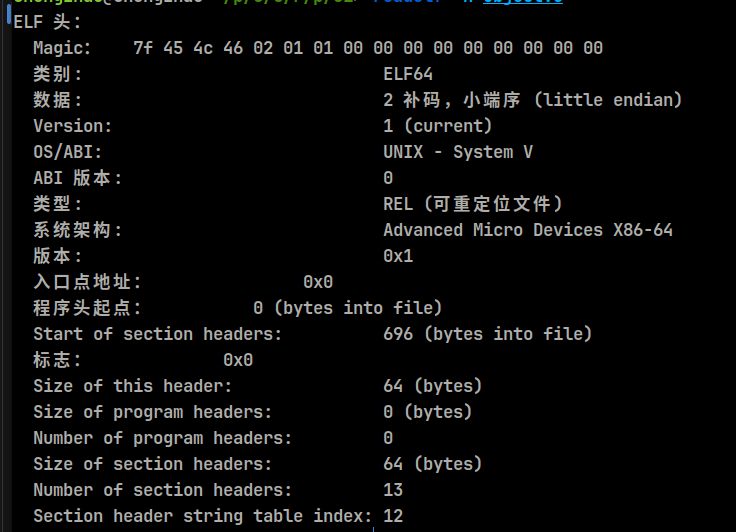 ELF 头：
Magic： 7f 45 4c 46 02 01 01 00 00 00 00 00 00 00 00 00
类别: ELF64
数据: 2 补码，小端序 (little endian)
Version: 1 (current)
OS/ABI: UNIX - System V
ABI 版本: 0
类型: REL (可重定位文件)
系统架构: Advanced Micro Devices X86-64
版本: 0x1
入口点地址： 0x0
程序头起点： 0 (bytes into file)
Start of section headers: 696 (bytes into file)
标志： 0x0
Size of this header: 64 (bytes)
Size of program headers: 0 (bytes)
Number of program headers: 0
Size of section headers: 64 (bytes)
Number of section headers: 13
Section header string table index: 12